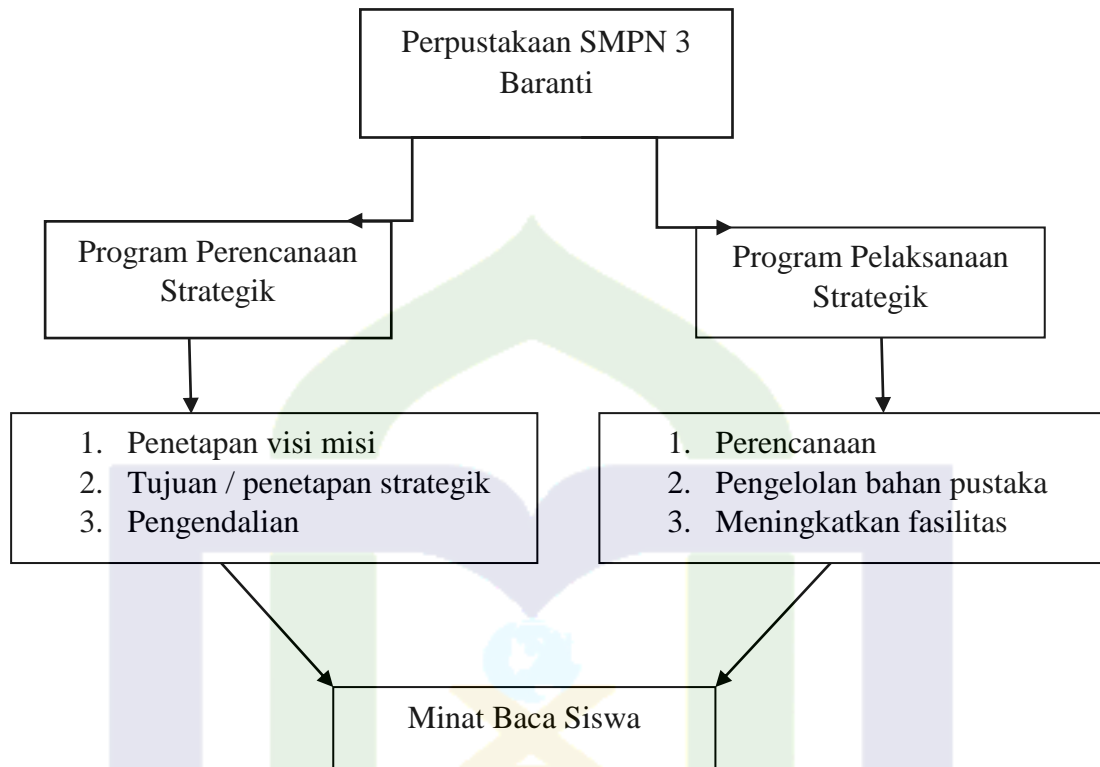 Perpustakaan SMPN 3
Baranti
Program Perencanaan
Strategik
Program Pelaksanaan
Strategik
1. Penetapan visi misi
2. Tujuan / penetapan strategik
3. Pengendalian
1. Perencanaan
2. Pengelolan bahan pustaka
3. Meningkatkan fasilitas
Minat Baca Siswa